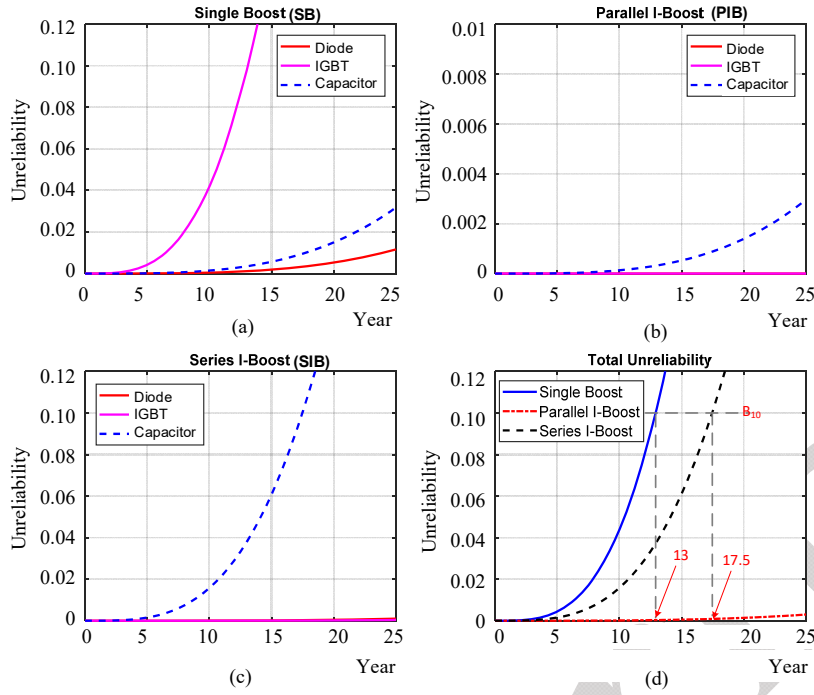 Single Boost (SB)
0.12
0.10
0.08
0.06
0.04
0.02
0
Unreliability
Diode
IGBT
Capacitor
0 5 10 15 20 25
Year
(a)
Parallel I-Boost (PIB)
0.01
0.008
0.006
0.004
0.002
0
Unreliability
Diode
IGBT
Capacitor
0 5 10 15 20 25
Year
(b)
Series I-Boost (SIB)
0.12
0.10
0.08
0.06
0.04
0.02
0
Unreliability
Diode
IGBT
Capacitor
0 5 10 15 20 25
Year
(c)
Total Unreliability
0.12
0.10
0.08
0.06
0.04
0.02
0
Unreliability
Single Boost
Parallel I-Boost
Series I-Boost
B10
13
17.5
0 5 10 15 20 25
Year
(d)